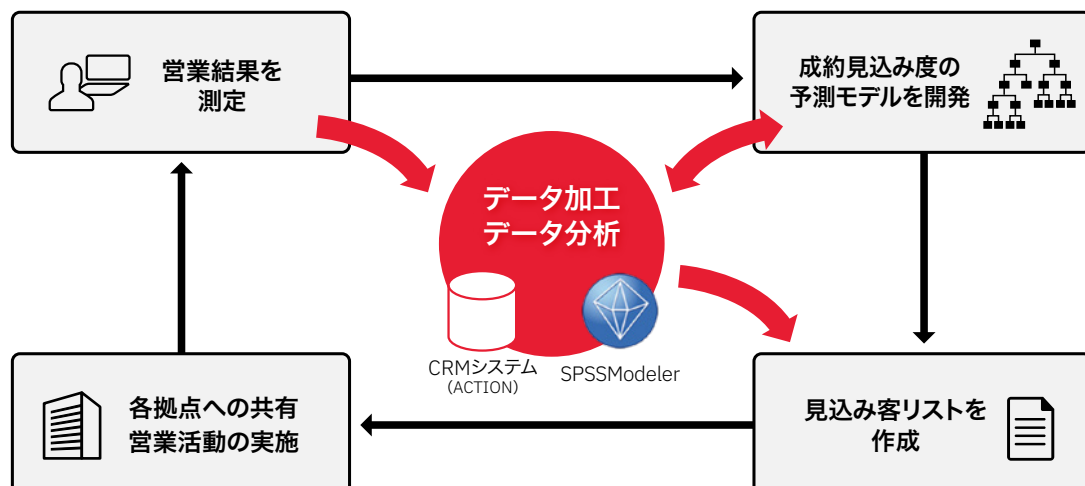 営業結果を
測定
成約見込み度の
予測モデルを開発
データ加工
データ分析
CRMシステム
(ACTION)
SPSSModeler
各拠点への共有
営業活動の実施
見込み客リストを
作成